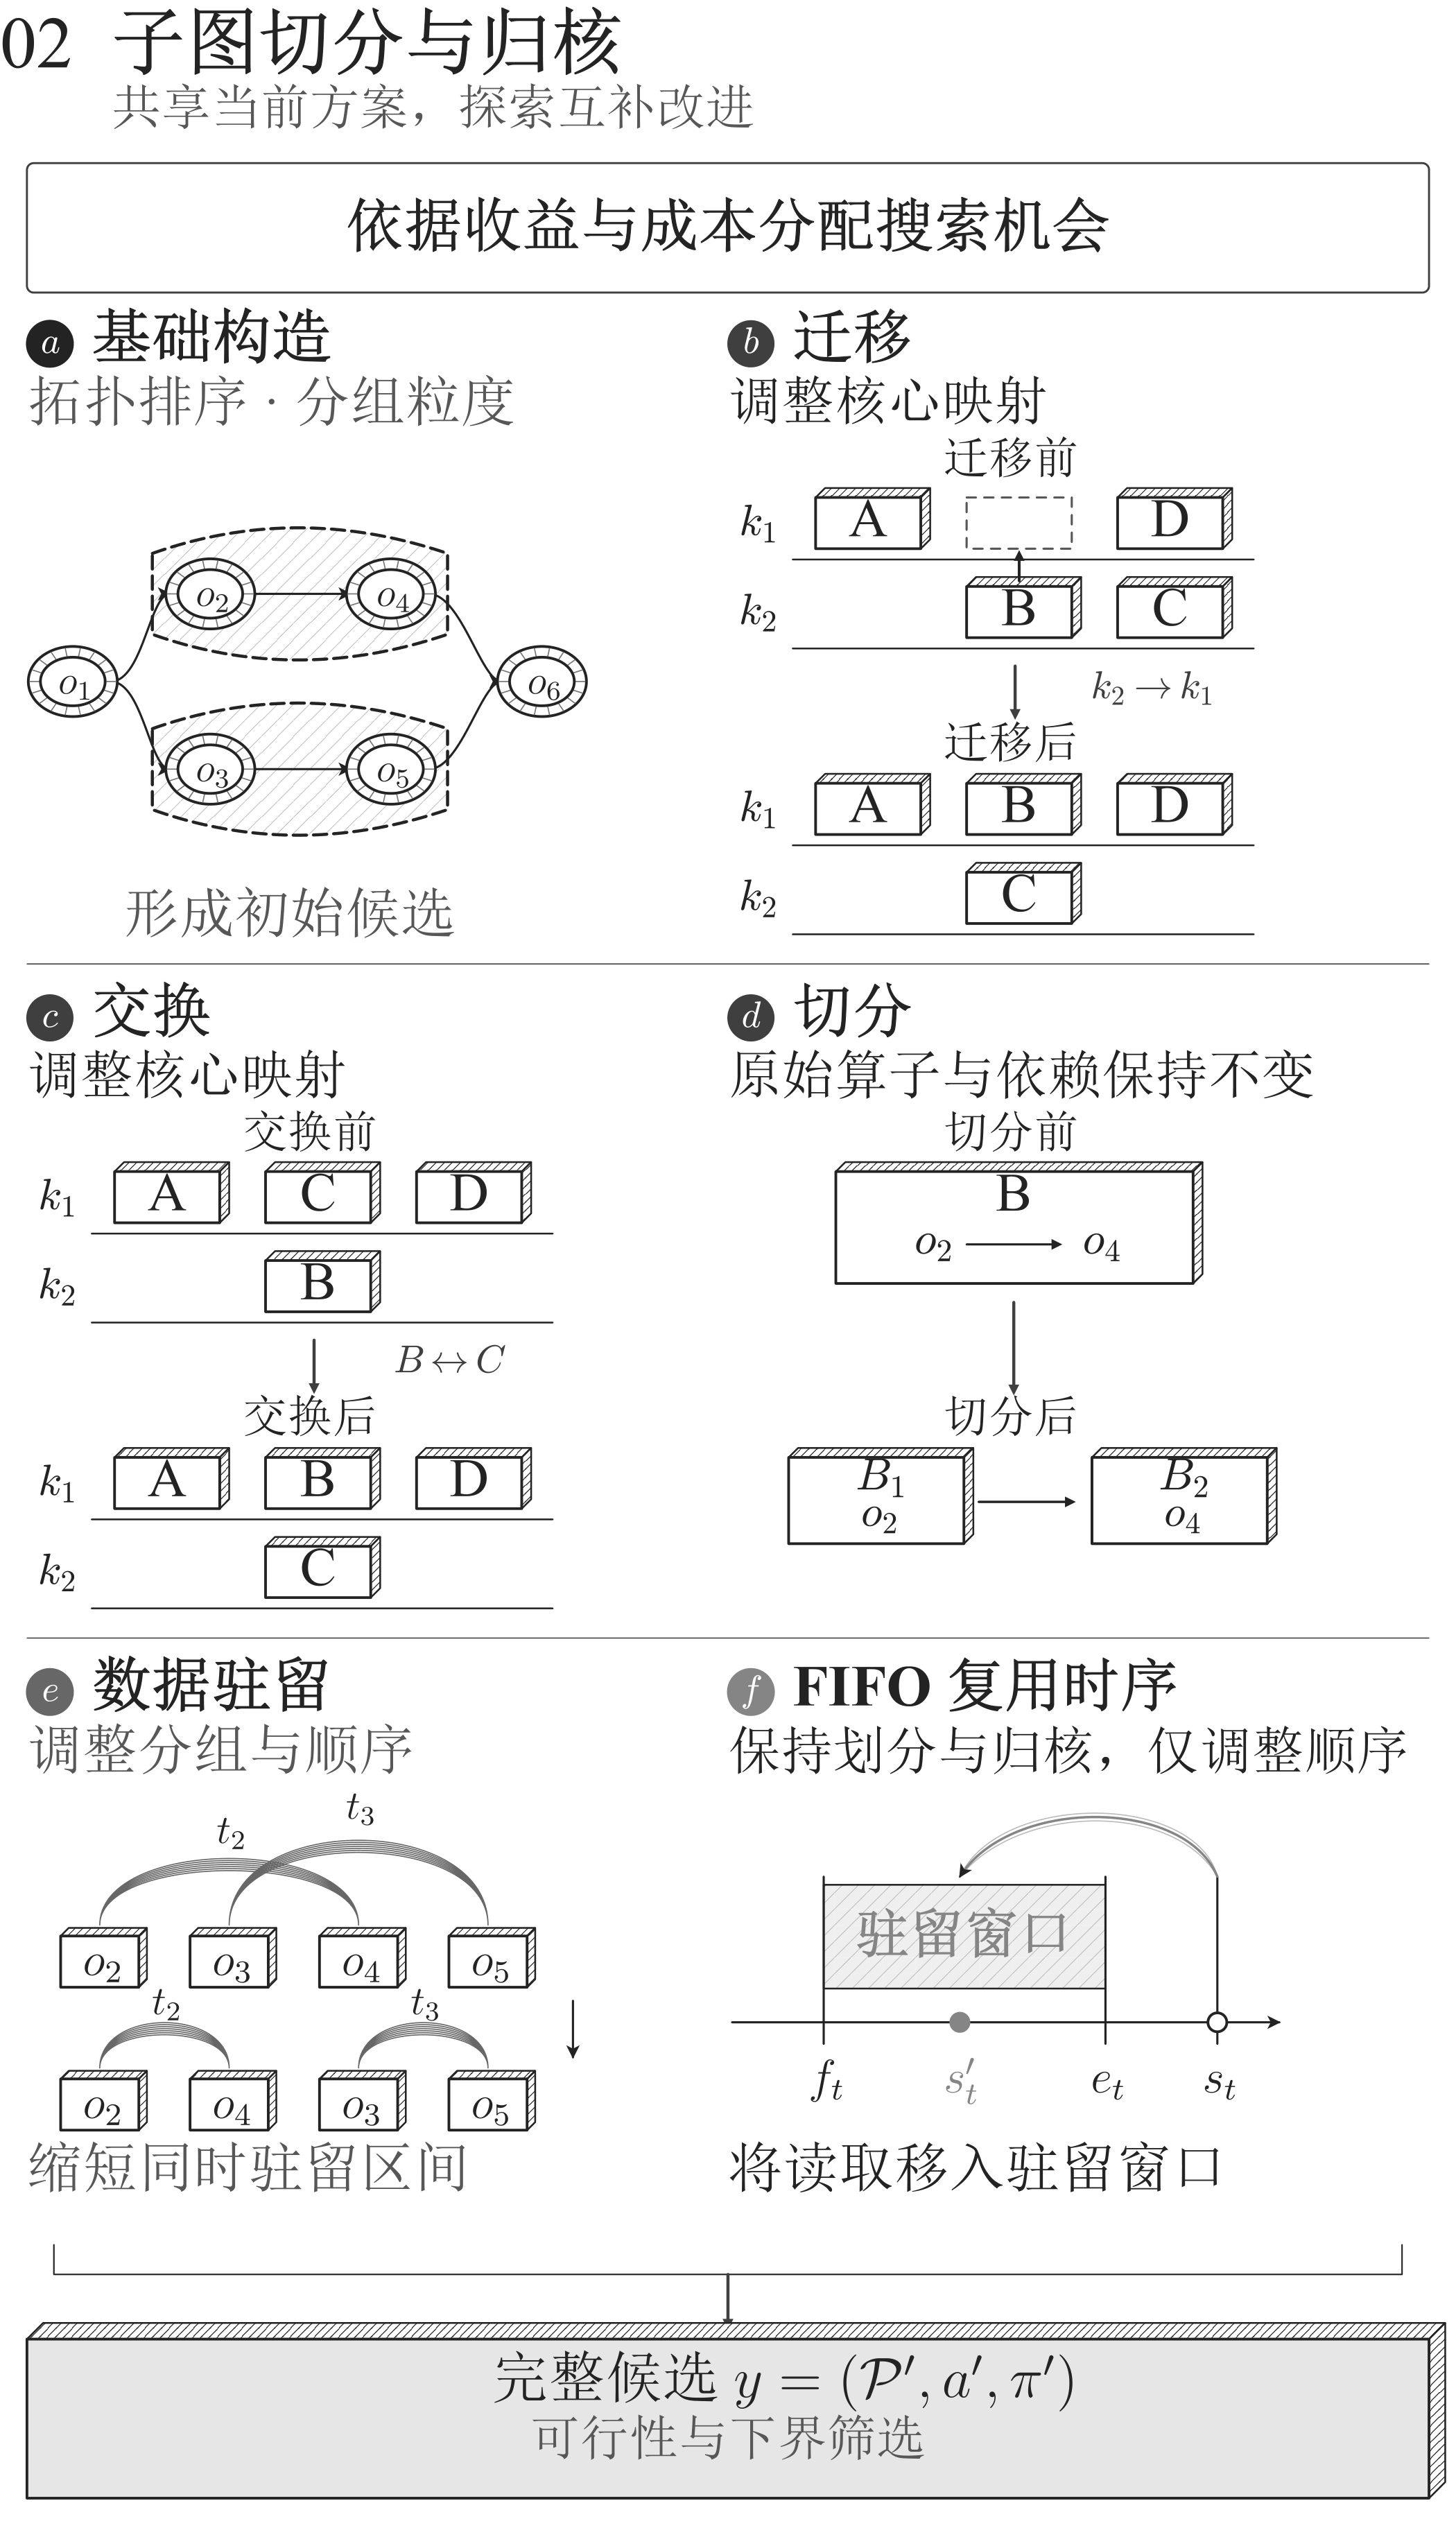 02 子图切分与归核
共享当前方案，探索互补改进
依据收益与成本分配搜索机会
a 基础构造
拓扑排序 · 分组粒度
o₂ o₄
o₁ o₆
o₃ o₅
形成初始候选
b 迁移
调整核心映射
迁移前
k₁ A D
k₂ B C
k₂ → k₁
迁移后
k₁ A B D
k₂ C
c 交换
调整核心映射
交换前
k₁ A C D
k₂ B
B ↔ C
交换后
k₁ A B D
k₂ C
d 切分
原始算子与依赖保持不变
切分前
B
o₂ o₄
切分后
B₁ B₂
o₂ o₄
e 数据驻留
调整分组与顺序
t₂ t₃
o₂ o₃ o₄ o₅
t₂ t₃
o₂ o₄ o₃ o₅
缩短同时驻留区间
f FIFO 复用时序
保持划分与归核，仅调整顺序
驻留窗口
fₜ s′ₜ eₜ sₜ
将读取移入驻留窗口
完整候选 y = (𝒫′, a′, π′)
可行性与下界筛选